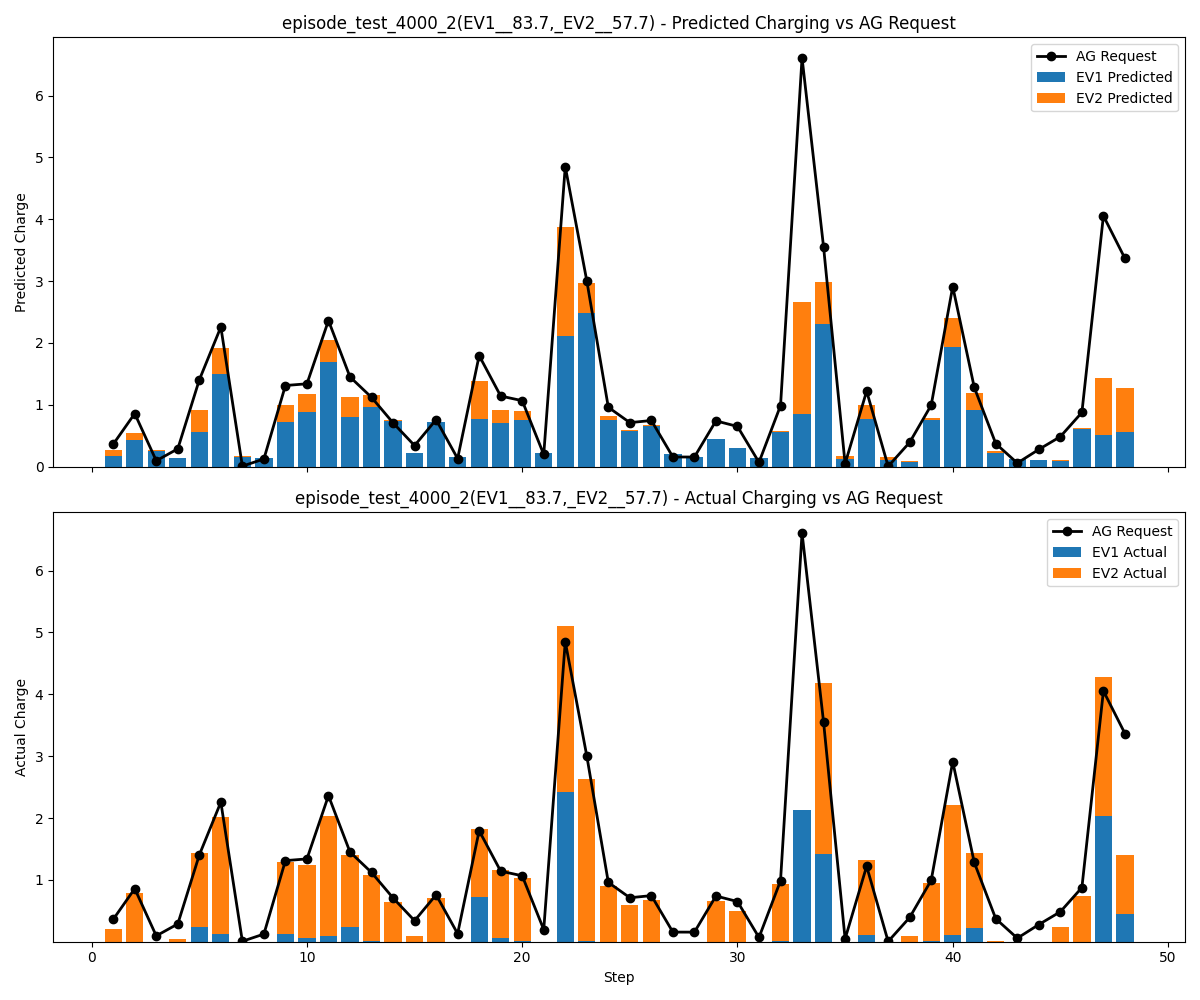 episode_test_4000_2(EV1__83.7,_EV2__57.7) - Predicted Charging vs AG Request
AG Request
EV1 Predicted
EV2 Predicted
Predicted Charge
6
5
4
3
2
1
0
episode_test_4000_2(EV1__83.7,_EV2__57.7) - Actual Charging vs AG Request
AG Request
EV1 Actual
EV2 Actual
Actual Charge
6
5
4
3
2
1
0
10
20
30
40
50
Step